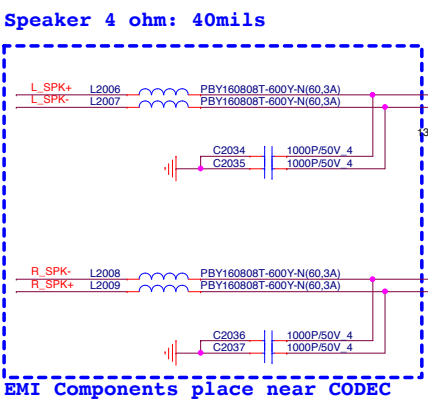 Speaker 4 ohm: 40mils
L_SPK+ L2006 PBY160808T-600Y-N(60,3A)
L_SPK- L2007 PBY160808T-600Y-N(60,3A)
13
C2034 1000P/50V_4
C2035 1000P/50V_4
R_SPK- L2008 PBY160808T-600Y-N(60,3A)
R_SPK+ L2009 PBY160808T-600Y-N(60,3A)
C2036 1000P/50V_4
C2037 1000P/50V_4
EMI Components place near CODEC